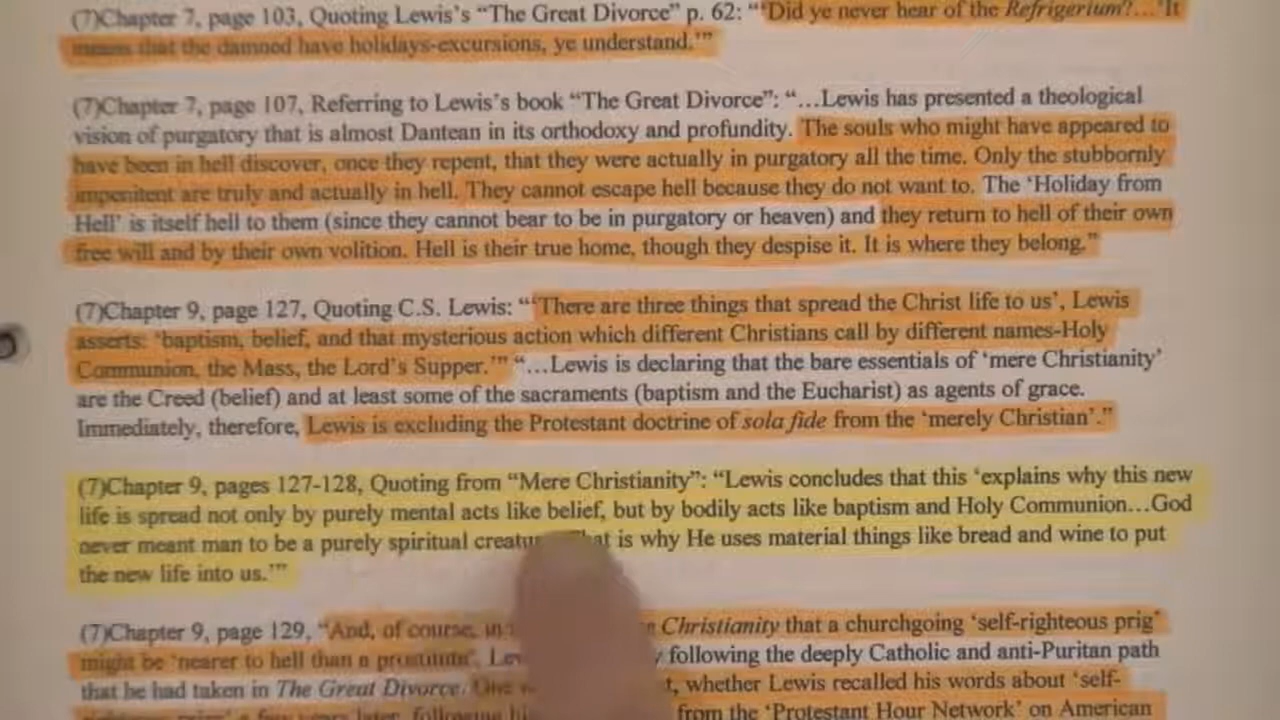 (7)Chapter 7, page 103, Quoting Lewis's "The Great Divorce" p. 62: "'Did ye never hear of the Refrigerium?...'It
means that the damned have holidays-excursions, ye understand.'"
(7)Chapter 7, page 107, Referring to Lewis's book "The Great Divorce": "…Lewis has presented a theological
vision of purgatory that is almost Dantean in its orthodoxy and profundity. The souls who might have appeared to
have been in hell discover, once they repent, that they were actually in purgatory all the time. Only the stubbornly
impenitent are truly and actually in hell. They cannot escape hell because they do not want to. The 'Holiday from
Hell' is itself hell to them (since they cannot bear to be in purgatory or heaven) and they return to hell of their own
free will and by their own volition. Hell is their true home, though they despise it. It is where they belong."
(7)Chapter 9, page 127, Quoting C.S. Lewis: "'There are three things that spread the Christ life to us', Lewis
asserts: 'baptism, belief, and that mysterious action which different Christians call by different names-Holy
Communion, the Mass, the Lord's Supper.'" "…Lewis is declaring that the bare essentials of 'mere Christianity'
are the Creed (belief) and at least some of the sacraments (baptism and the Eucharist) as agents of grace.
Immediately, therefore, Lewis is excluding the Protestant doctrine of sola fide from the 'merely Christian'."
(7)Chapter 9, pages 127-128, Quoting from "Mere Christianity": "Lewis concludes that this 'explains why this new
life is spread not only by purely mental acts like belief, but by bodily acts like baptism and Holy Communion…God
never meant man to be a purely spiritual is why He uses material things like bread and wine to put
the new life into us.'"
(7)Chapter 9, page 129, "And, of course, in Christianity that a churchgoing 'self-righteous prig'
might be 'nearer to hell than a prostitute', following the deeply Catholic and anti-Puritan path
that he had taken in The Great Divorce. whether Lewis recalled his words about 'self-
a few years later, following from the 'Protestant Hour Network' on American